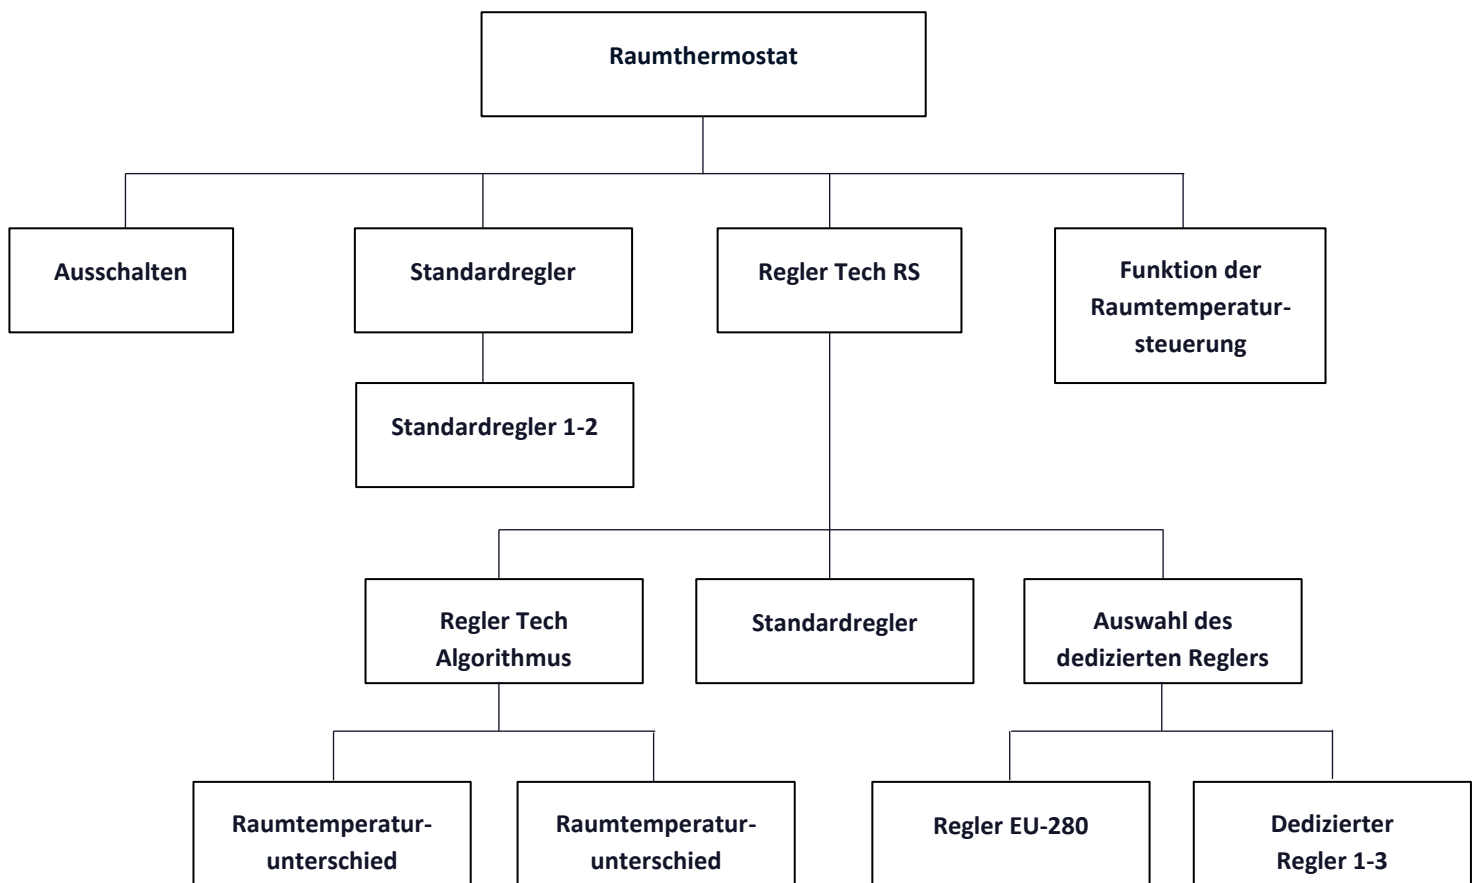 Raumthermostat
Ausschalten
Standardregler
Regler Tech RS
Funktion der
Raumtemperatur-
steuerung
Standardregler 1-2
Regler Tech
Algorithmus
Standardregler
Auswahl des
dedizierten Reglers
Raumtemperatur-
unterschied
Raumtemperatur-
unterschied
Regler EU-280
Dedizierter
Regler 1-3